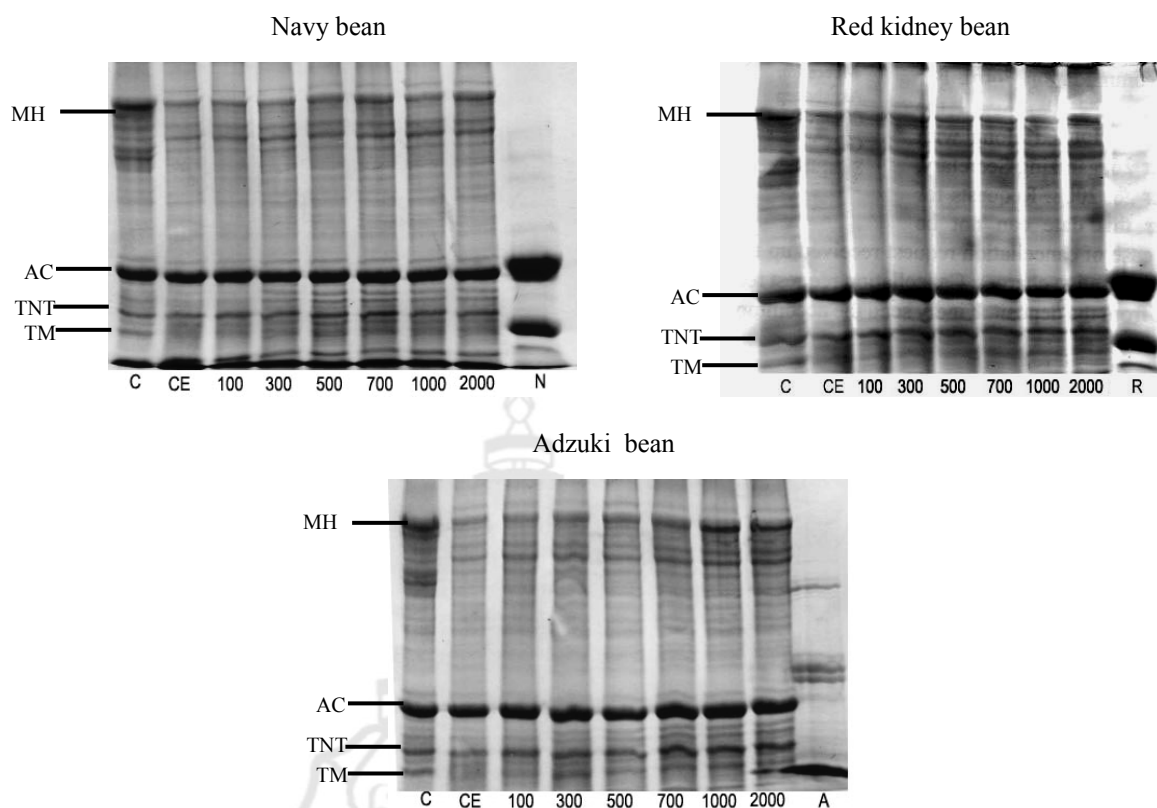 Navy bean
MH
AC
TNT
TM
C CE 100 300 500 700 1000 2000 N
Red kidney bean
MH
AC
TNT
TM
C CE 100 300 500 700 1000 2000 R
Adzuki bean
MH
AC
TNT
TM
C CE 100 300 500 700 1000 2000 A